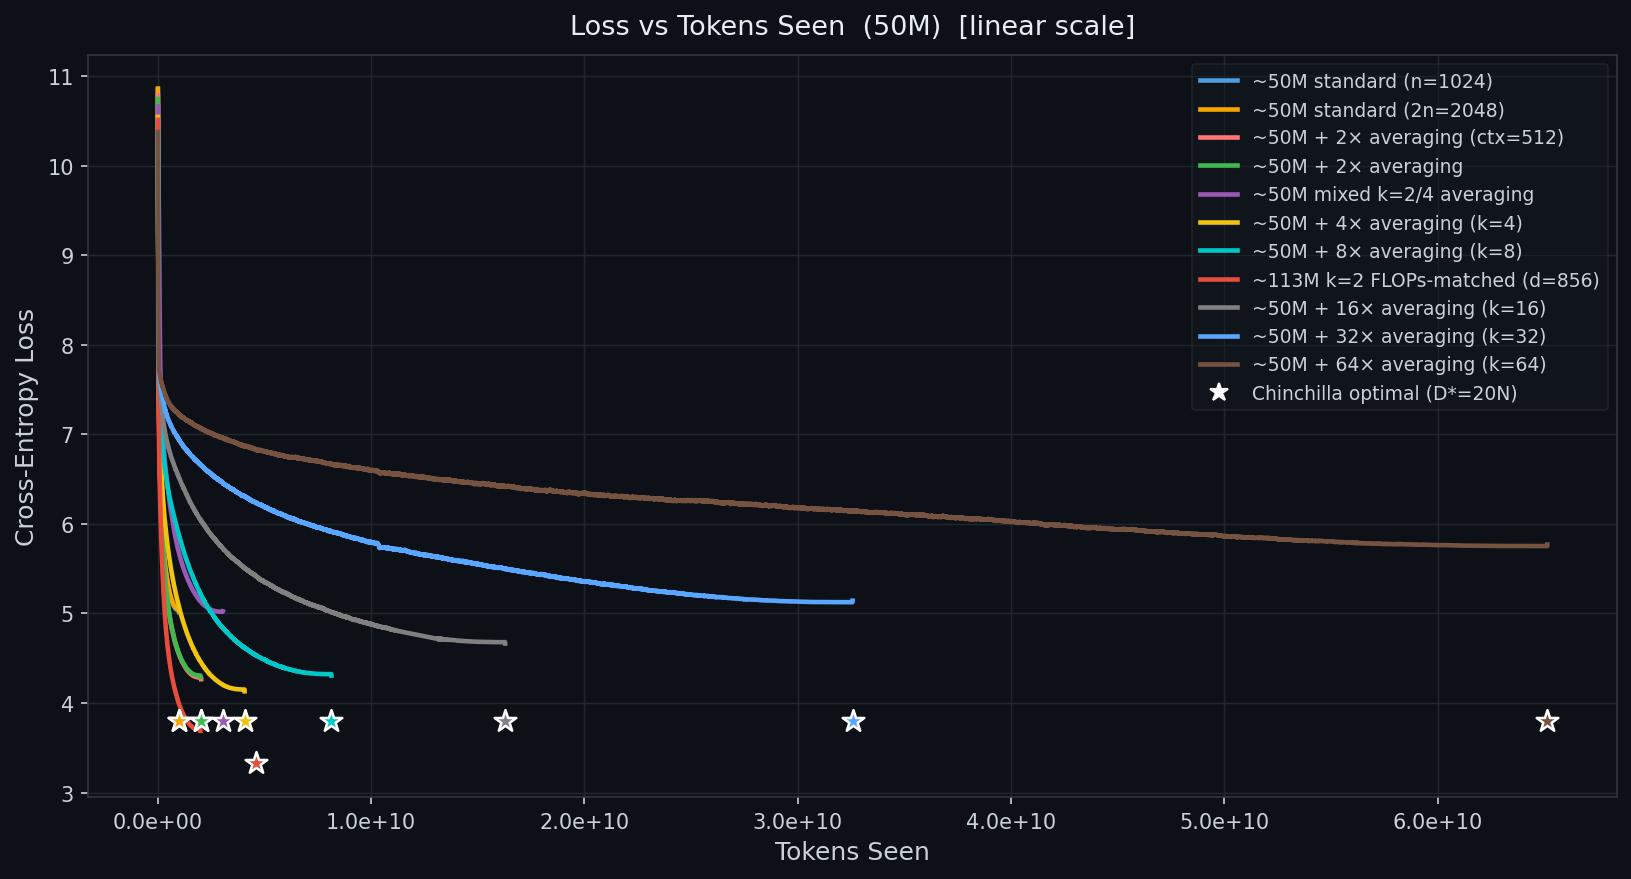 Loss vs Tokens Seen  (50M)  [linear scale]
Cross-Entropy Loss
11
10
9
8
7
6
5
4
3
~50M standard (n=1024)
~50M standard (2n=2048)
~50M + 2× averaging (ctx=512)
~50M + 2× averaging
~50M mixed k=2/4 averaging
~50M + 4× averaging (k=4)
~50M + 8× averaging (k=8)
~113M k=2 FLOPs-matched (d=856)
~50M + 16× averaging (k=16)
~50M + 32× averaging (k=32)
~50M + 64× averaging (k=64)
Chinchilla optimal (D*=20N)
0.0e+00 1.0e+10 2.0e+10 3.0e+10 4.0e+10 5.0e+10 6.0e+10
Tokens Seen